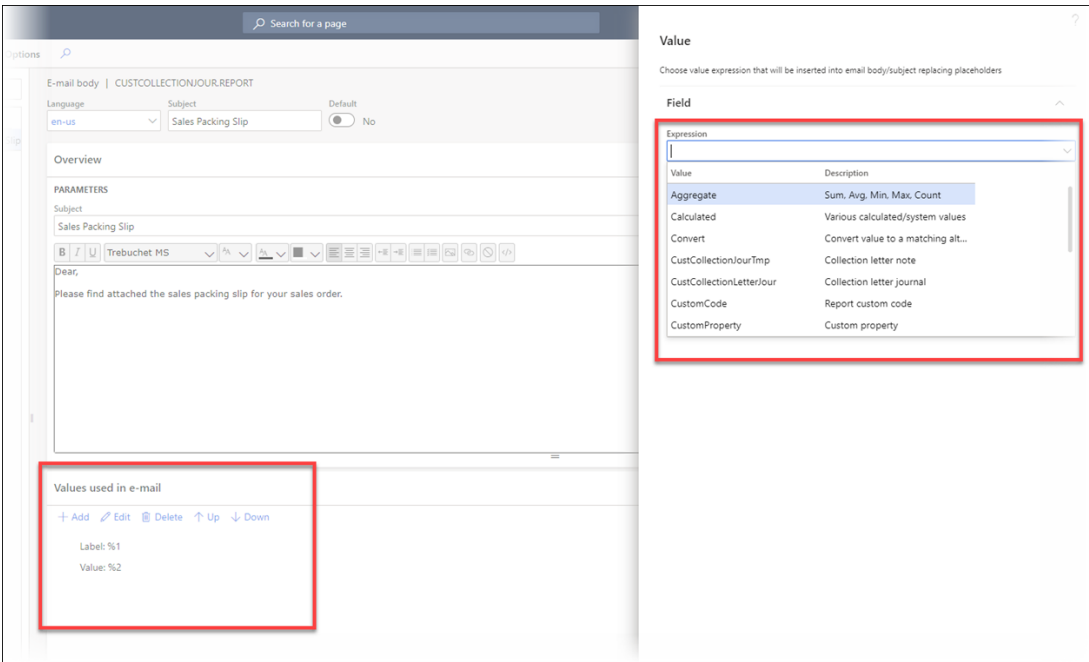 Search for a page
Options
E-mail body | CUSTCOLLECTIONJOUR.REPORT
Language
Subject
Default
en-us
Sales Packing Slip
No
Overview
PARAMETERS
Subject
Sales Packing Slip
B I U Trebuchet MS
Dear,
Please find attached the sales packing slip for your sales order.
Values used in e-mail
Add Edit Delete Up Down
Label: %1
Value: %2
?
Value
Choose value expression that will be inserted into email body/subject replacing placeholders
Field
Expression
Value Description
Aggregate Sum, Avg, Min, Max, Count
Calculated Various calculated/system values
Convert Convert value to a matching alt...
CustCollectionJourTmp Collection letter note
CustCollectionLetterJour Collection letter journal
CustomCode Report custom code
CustomProperty Custom property